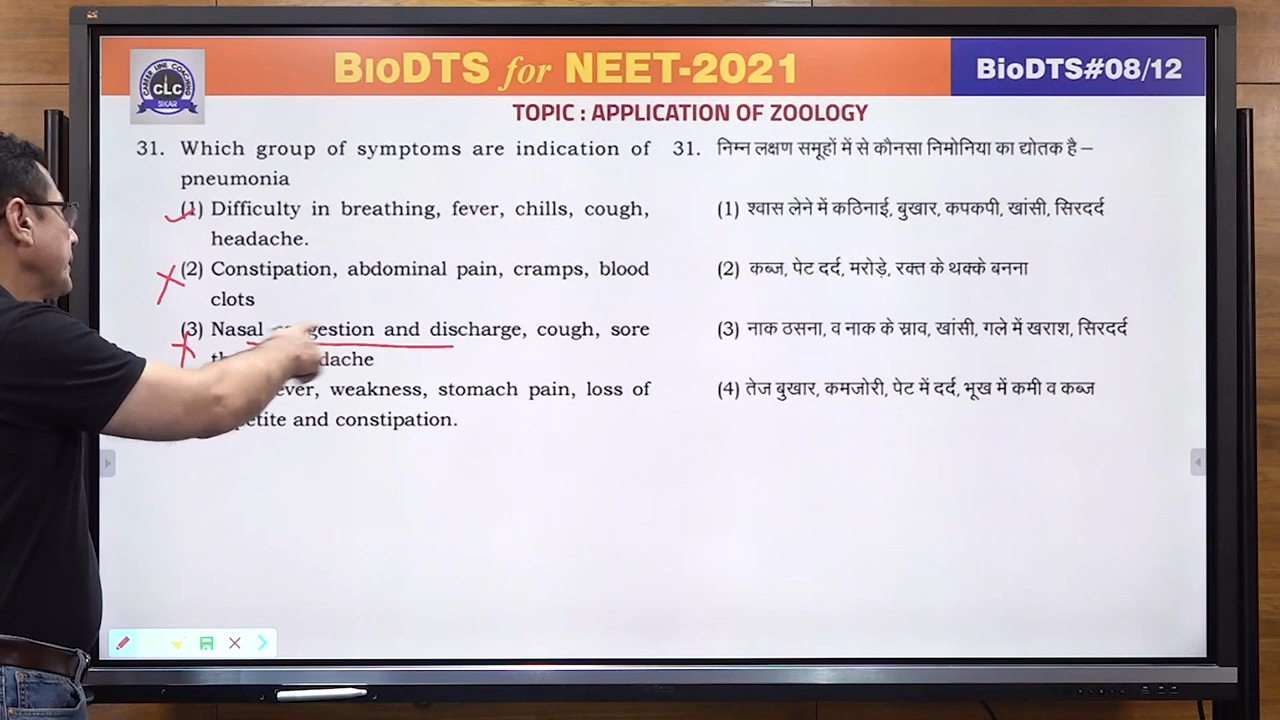 BIODTS for NEET-2021
BIODTS#08/12
CAREER LINE COACHING
CLC
SIKAR
TOPIC : APPLICATION OF ZOOLOGY
31. Which group of symptoms are indication of
pneumonia
(1) Difficulty in breathing, fever, chills, cough,
headache.
(2) Constipation, abdominal pain, cramps, blood
clots
(3) Nasal and discharge, cough, sore
weakness, stomach pain, loss of
and constipation.
31. निम्न लक्षण समूहों में से कौनसा निमोनिया का द्योतक है –
(1) श्वास लेने में कठिनाई, बुखार, कपकपी, खांसी, सिरदर्द
(2) कब्ज, पेट दर्द, मरोड़े, रक्त के थक्के बनना
(3) नाक ठसना, व नाक के स्राव, खांसी, गले में खराश, सिरदर्द
(4) तेज बुखार, कमजोरी, पेट में दर्द, भूख में कमी व कब्ज